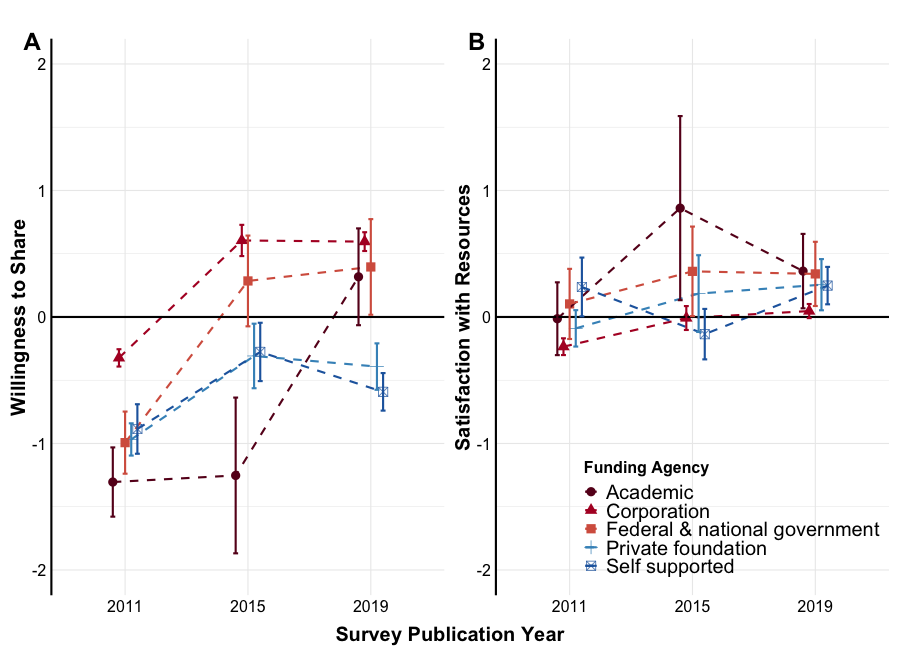 A
B
Willingness to Share
2
1
0
-1
-2
2011
2015
2019
Satisfaction with Resources
2
1
0
-1
-2
2011
2015
2019
Funding Agency
Academic
Corporation
Federal & national government
Private foundation
Self supported
Survey Publication Year